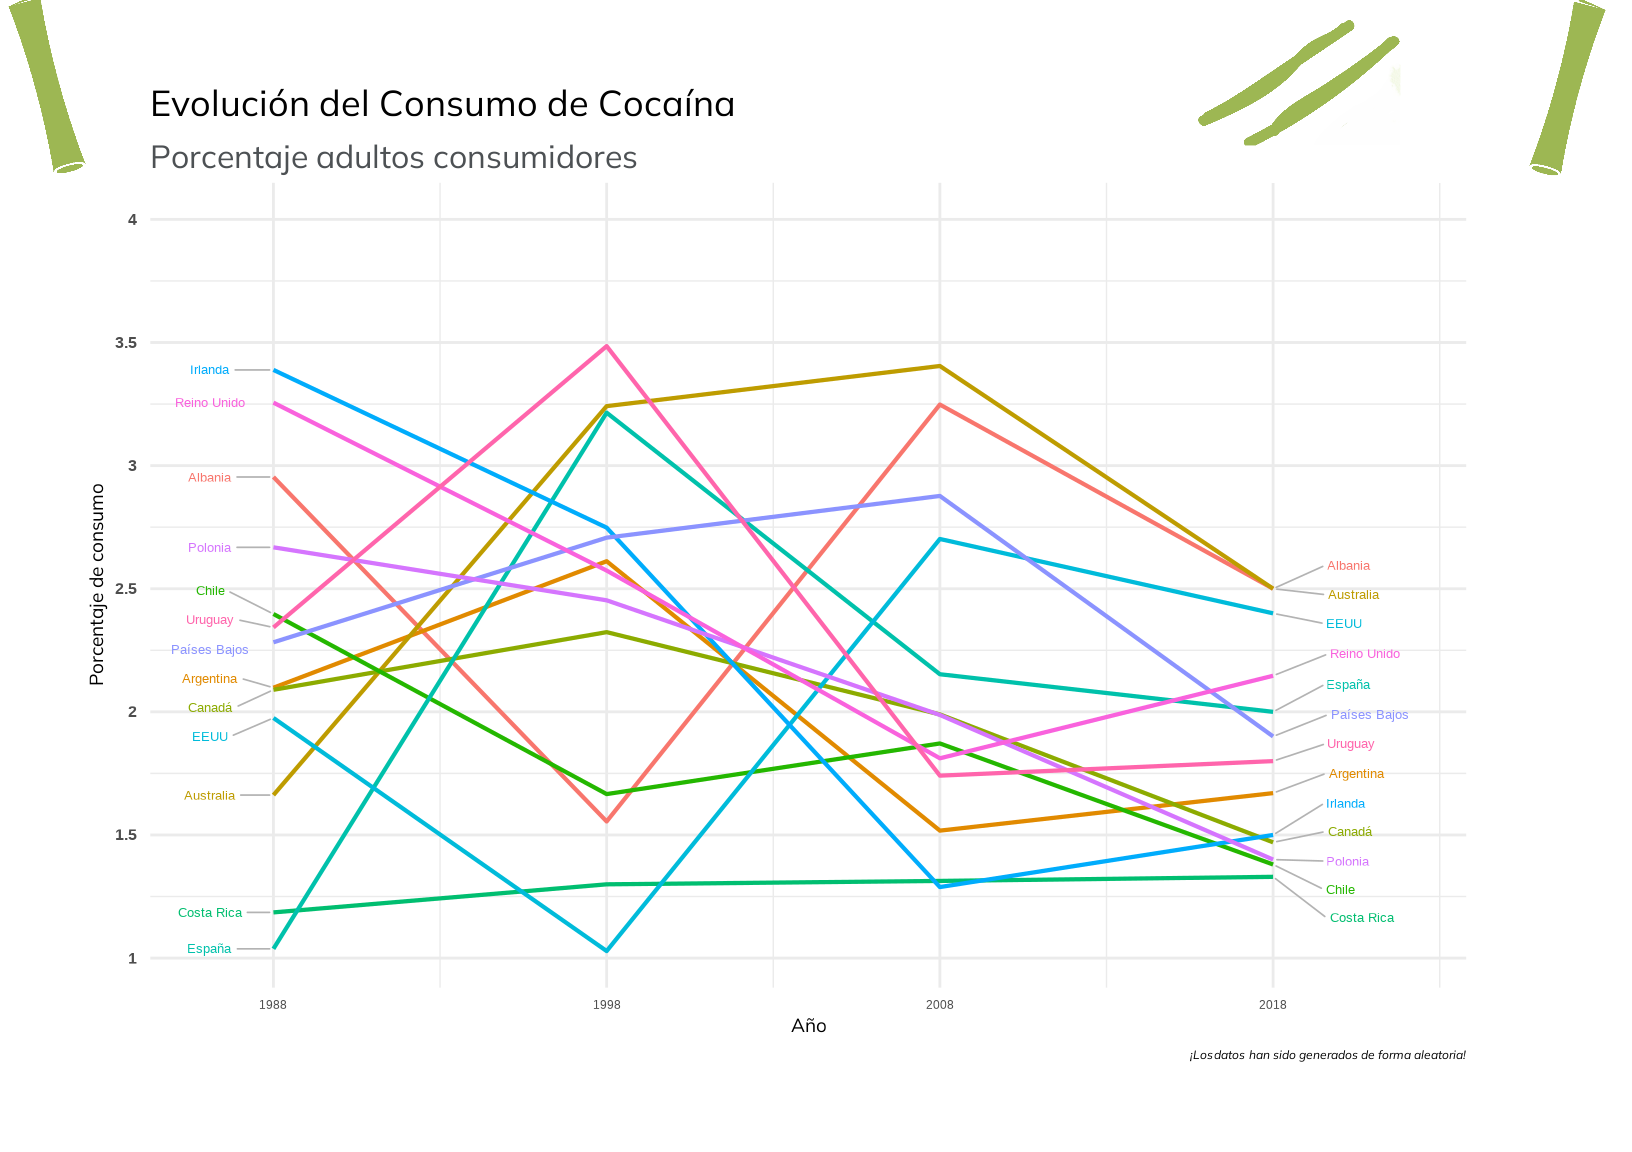 Evolución del Consumo de Cocaína
Porcentaje adultos consumidores
Porcentaje de consumo
4
3.5
3
2.5
2
1.5
1
Irlanda
Reino Unido
Albania
Polonia
Chile
Uruguay
Países Bajos
Argentina
Canadá
EEUU
Australia
Costa Rica
España
Albania
Australia
EEUU
Reino Unido
España
Países Bajos
Uruguay
Argentina
Irlanda
Canadá
Polonia
Chile
Costa Rica
1988 1998 2008 2018
Año
¡Los datos han sido generados de forma aleatoria!